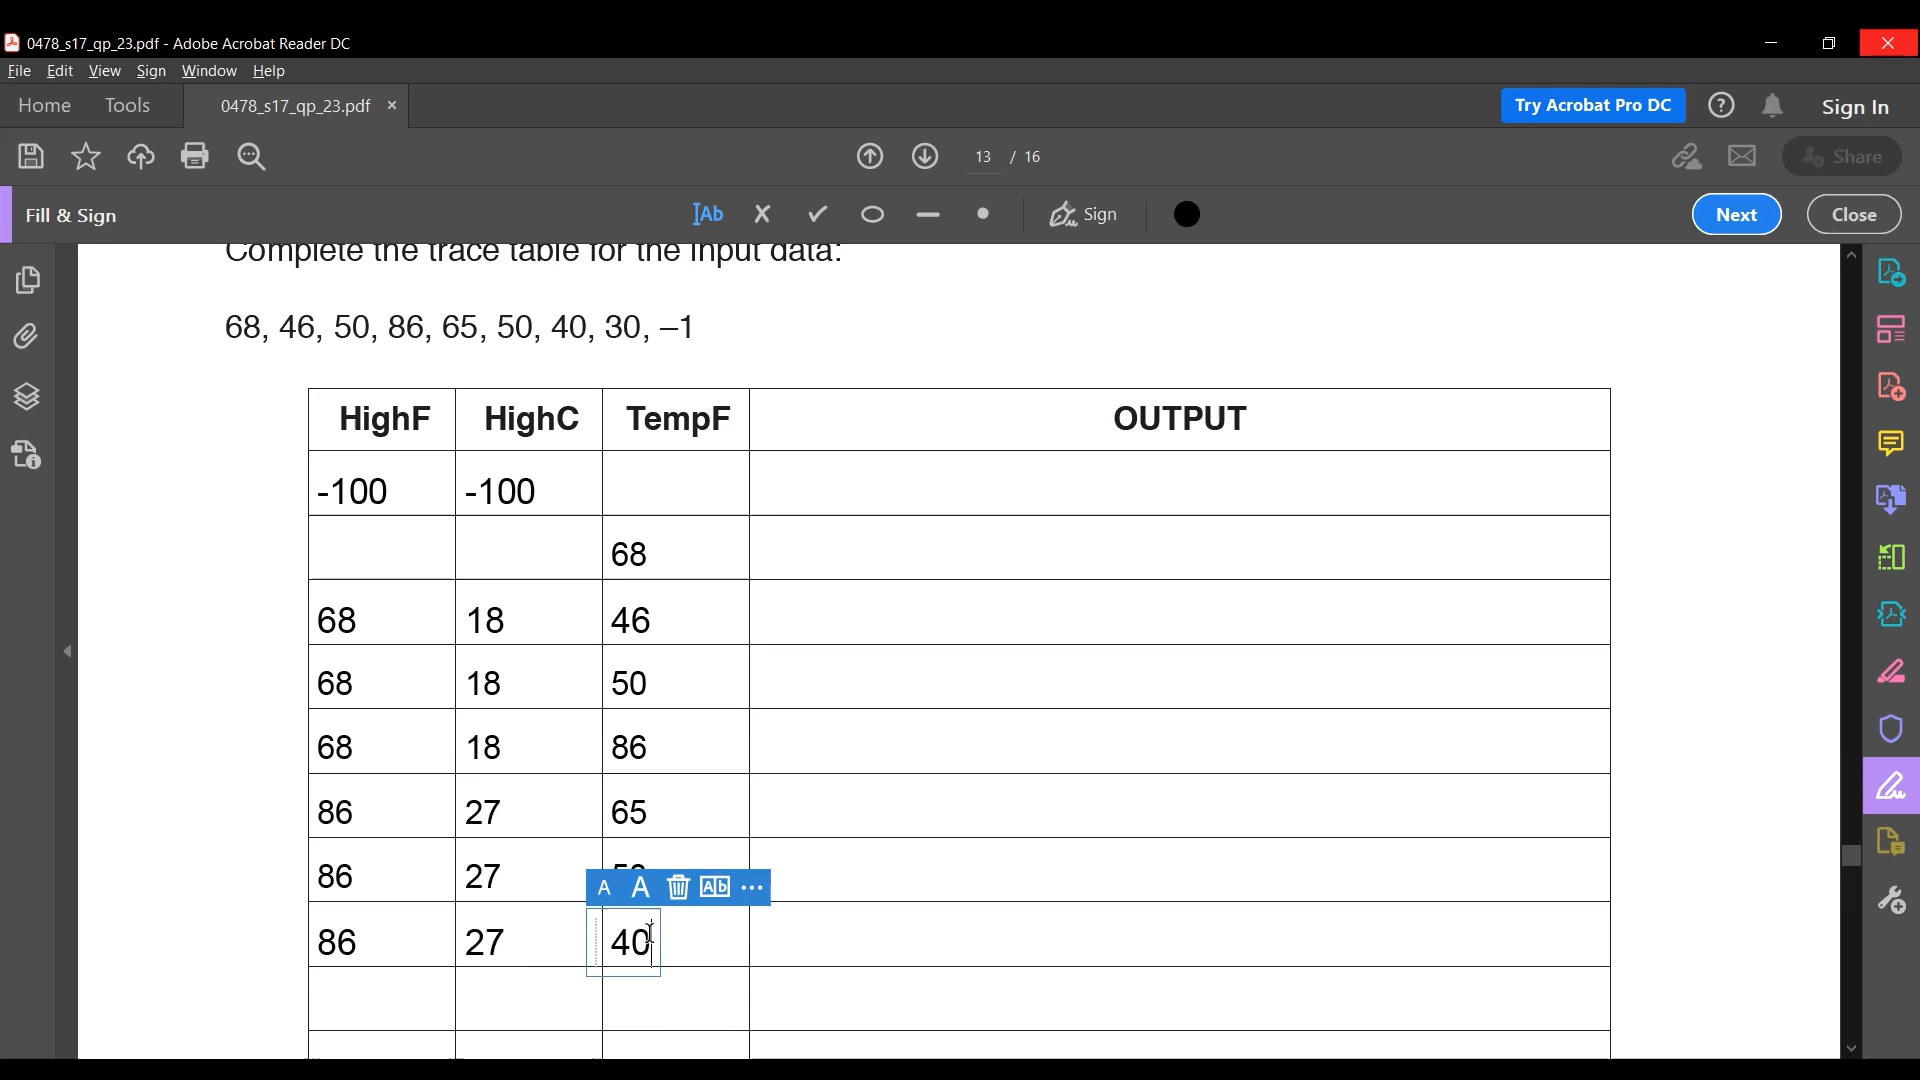 0478_s17_qp_23.pdf - Adobe Acrobat Reader DC
File Edit View Sign Window Help
Home Tools 0478_s17_qp_23.pdf × Try Acrobat Pro DC Sign In
13 / 16 Share
Fill & Sign Ab Sign Next Close
Complete the trace table for the input data:
68, 46, 50, 86, 65, 50, 40, 30, –1
HighF HighC TempF OUTPUT
-100 -100
68
68 18 46
68 18 50
68 18 86
86 27 65
86 27 50
A A Ab
86 27 40